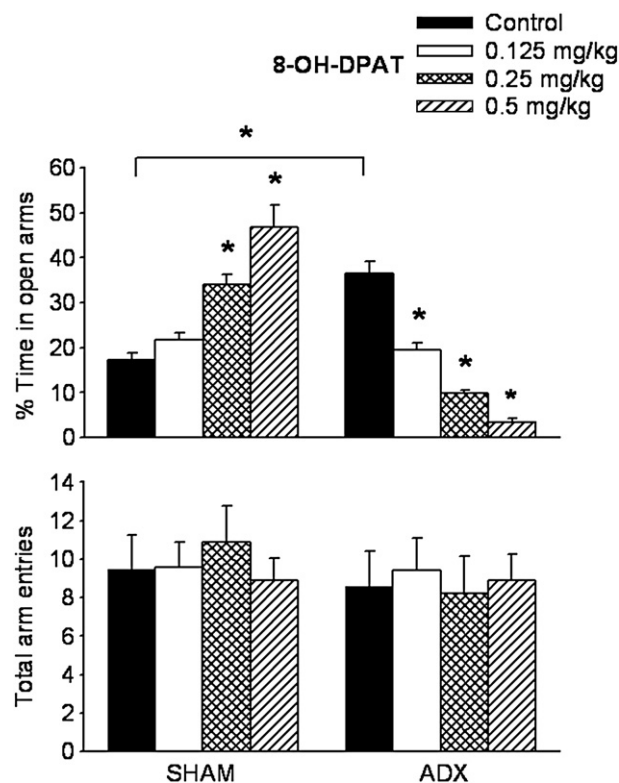 Control
8-OH-DPAT
0.125 mg/kg
0.25 mg/kg
0.5 mg/kg
*
% Time in open arms
60
50
40
30
20
10
0
* *
* * *
Total arm entries
14
12
10
8
6
4
2
0
SHAM ADX